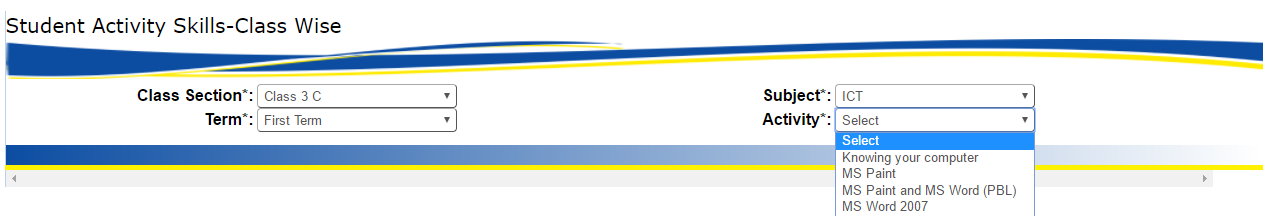 Student Activity Skills-Class Wise
Class Section*: Class 3 C Subject*: ICT
Term*: First Term Activity*: Select
Select
Knowing your computer
MS Paint
MS Paint and MS Word (PBL)
MS Word 2007